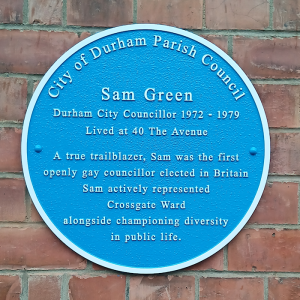 City of Durham Parish Council
Sam Green
Durham City Councillor 1972 - 1979
Lived at 40 The Avenue
A true trailblazer, Sam was the first
openly gay councillor elected in Britain
Sam actively represented
Crossgate Ward
alongside championing diversity
in public life.